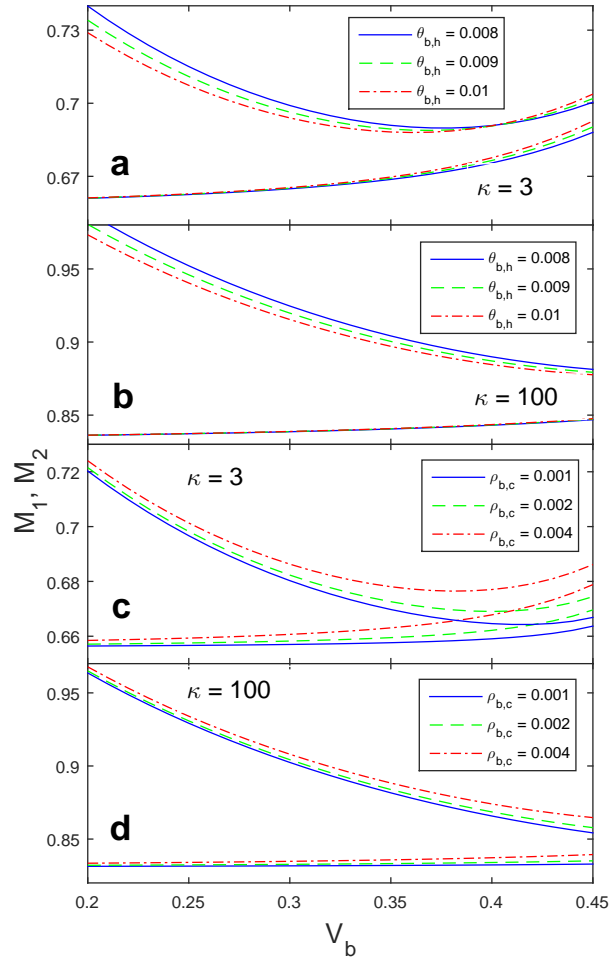 0.73
0.7
0.67
θb,h = 0.008
θb,h = 0.009
θb,h = 0.01
a
κ = 3
0.95
0.9
0.85
θb,h = 0.008
θb,h = 0.009
θb,h = 0.01
b
κ = 100
M1, M2
0.72
0.7
0.68
0.66
κ = 3
ρb,c = 0.001
ρb,c = 0.002
ρb,c = 0.004
c
0.95
0.9
0.85
κ = 100
ρb,c = 0.001
ρb,c = 0.002
ρb,c = 0.004
d
0.2 0.25 0.3 0.35 0.4 0.45
Vb